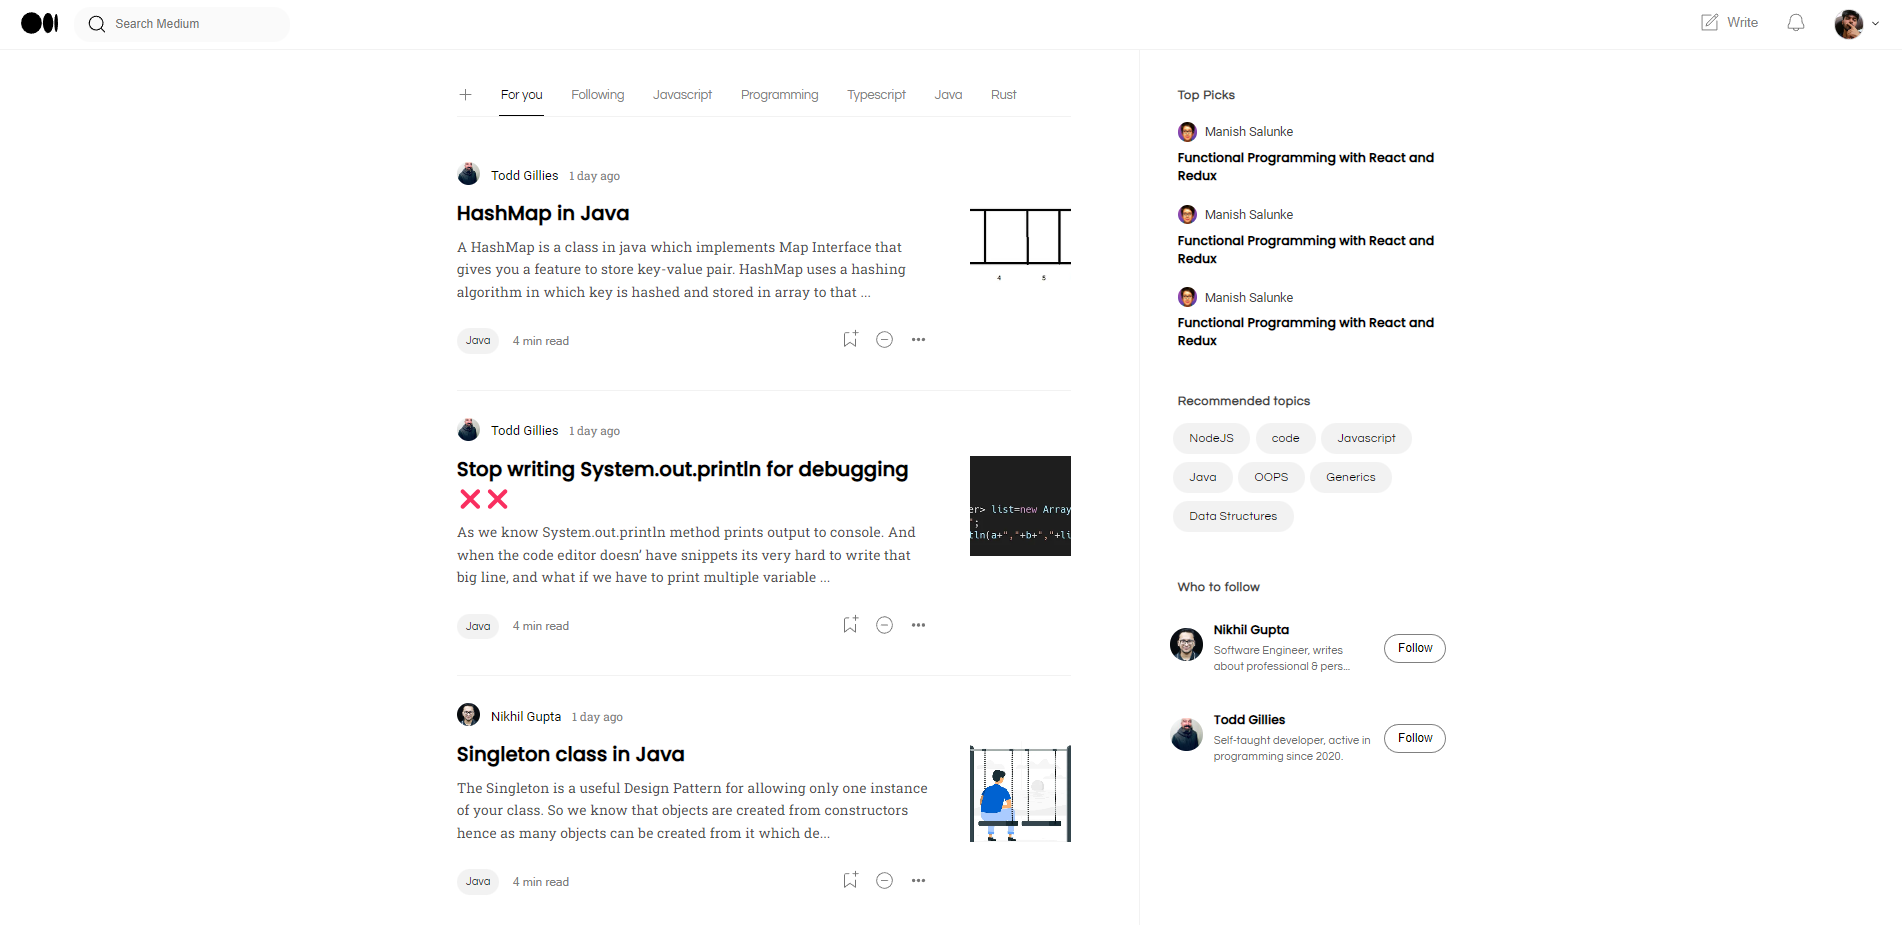 Search Medium
Write
For you Following Javascript Programming Typescript Java Rust
Todd Gillies 1 day ago
HashMap in Java
A HashMap is a class in java which implements Map Interface that
gives you a feature to store key-value pair. HashMap uses a hashing
algorithm in which key is hashed and stored in array to that ...
4 5
Java 4 min read
Todd Gillies 1 day ago
Stop writing System.out.println for debugging
❌❌
As we know System.out.println method prints output to console. And
when the code editor doesn’ have snippets its very hard to write that
big line, and what if we have to print multiple variable ...
er> list=new Array
";
tln(a+","+b+","+li
Java 4 min read
Nikhil Gupta 1 day ago
Singleton class in Java
The Singleton is a useful Design Pattern for allowing only one instance
of your class. So we know that objects are created from constructors
hence as many objects can be created from it which de...
Java 4 min read
Top Picks
Manish Salunke
Functional Programming with React and
Redux
Manish Salunke
Functional Programming with React and
Redux
Manish Salunke
Functional Programming with React and
Redux
Recommended topics
NodeJS code Javascript
Java OOPS Generics
Data Structures
Who to follow
Nikhil Gupta
Software Engineer, writes
about professional & pers...
Follow
Todd Gillies
Self-taught developer, active in
programming since 2020.
Follow